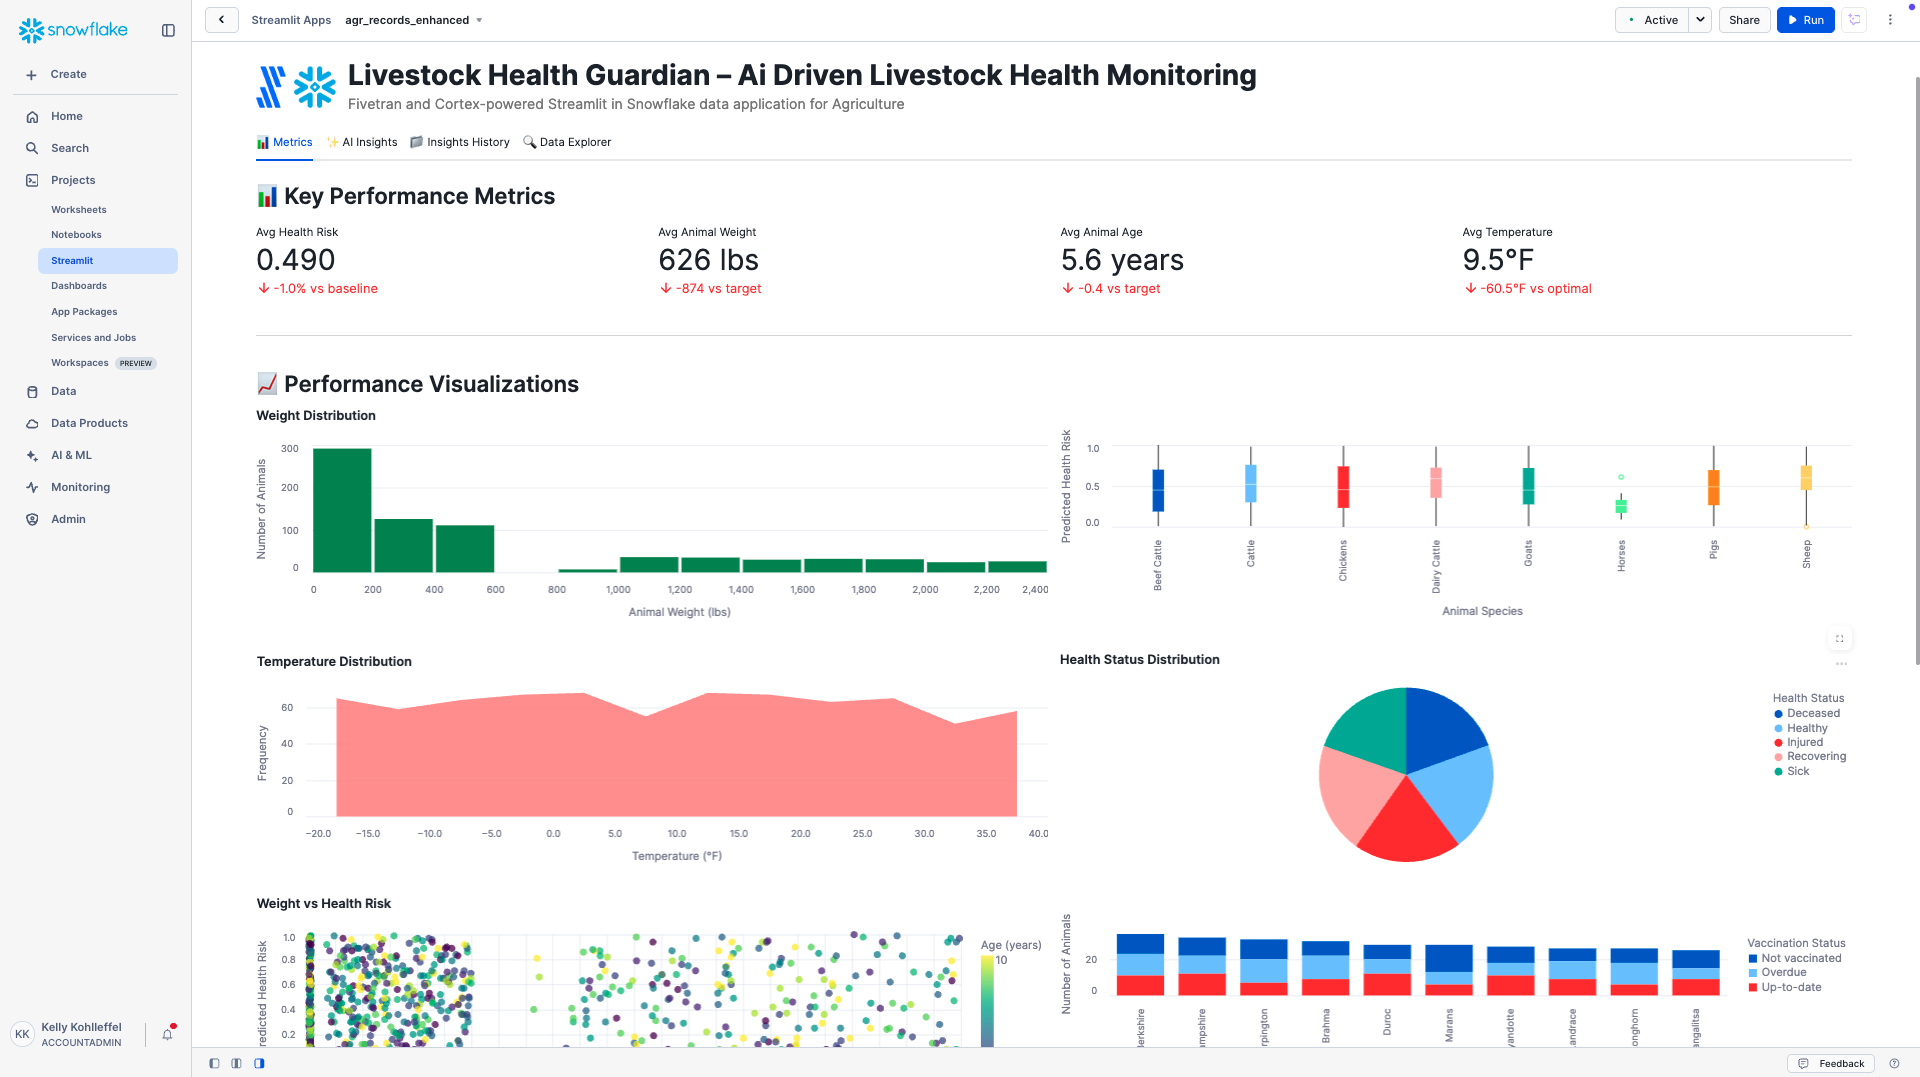 snowflake
Streamlit Apps agr_records_enhanced
Active
Share
Run
Create
Home
Search
Projects
Worksheets
Notebooks
Streamlit
Dashboards
App Packages
Services and Jobs
Workspaces PREVIEW
Data
Data Products
AI & ML
Monitoring
Admin
KK
Kelly Kohlleffel
ACCOUNTADMIN
Livestock Health Guardian – Ai Driven Livestock Health Monitoring
Fivetran and Cortex-powered Streamlit in Snowflake data application for Agriculture
Metrics AI Insights Insights History Data Explorer
Key Performance Metrics
Avg Health Risk
0.490
-1.0% vs baseline
Avg Animal Weight
626 lbs
-874 vs target
Avg Animal Age
5.6 years
-0.4 vs target
Avg Temperature
9.5°F
-60.5°F vs optimal
Performance Visualizations
Weight Distribution
Number of Animals
300
200
100
0
0 200 400 600 800 1,000 1,200 1,400 1,600 1,800 2,000 2,200 2,400
Animal Weight (lbs)
Predicted Health Risk
1.0
0.5
0.0
Beef Cattle
Cattle
Chickens
Dairy Cattle
Goats
Horses
Pigs
Sheep
Animal Species
Temperature Distribution
Frequency
60
40
20
0
−20.0 −15.0 −10.0 −5.0 0.0 5.0 10.0 15.0 20.0 25.0 30.0 35.0 40.0
Temperature (°F)
Health Status Distribution
Health Status
Deceased
Healthy
Injured
Recovering
Sick
Weight vs Health Risk
redicted Health Risk
1.0
0.8
0.6
0.4
0.2
Age (years)
10
Number of Animals
20
0
Berkshire
ampshire
rpington
Brahma
Duroc
Marans
yandotte
andrace
onghorn
angalitsa
Vaccination Status
Not vaccinated
Overdue
Up-to-date
Feedback